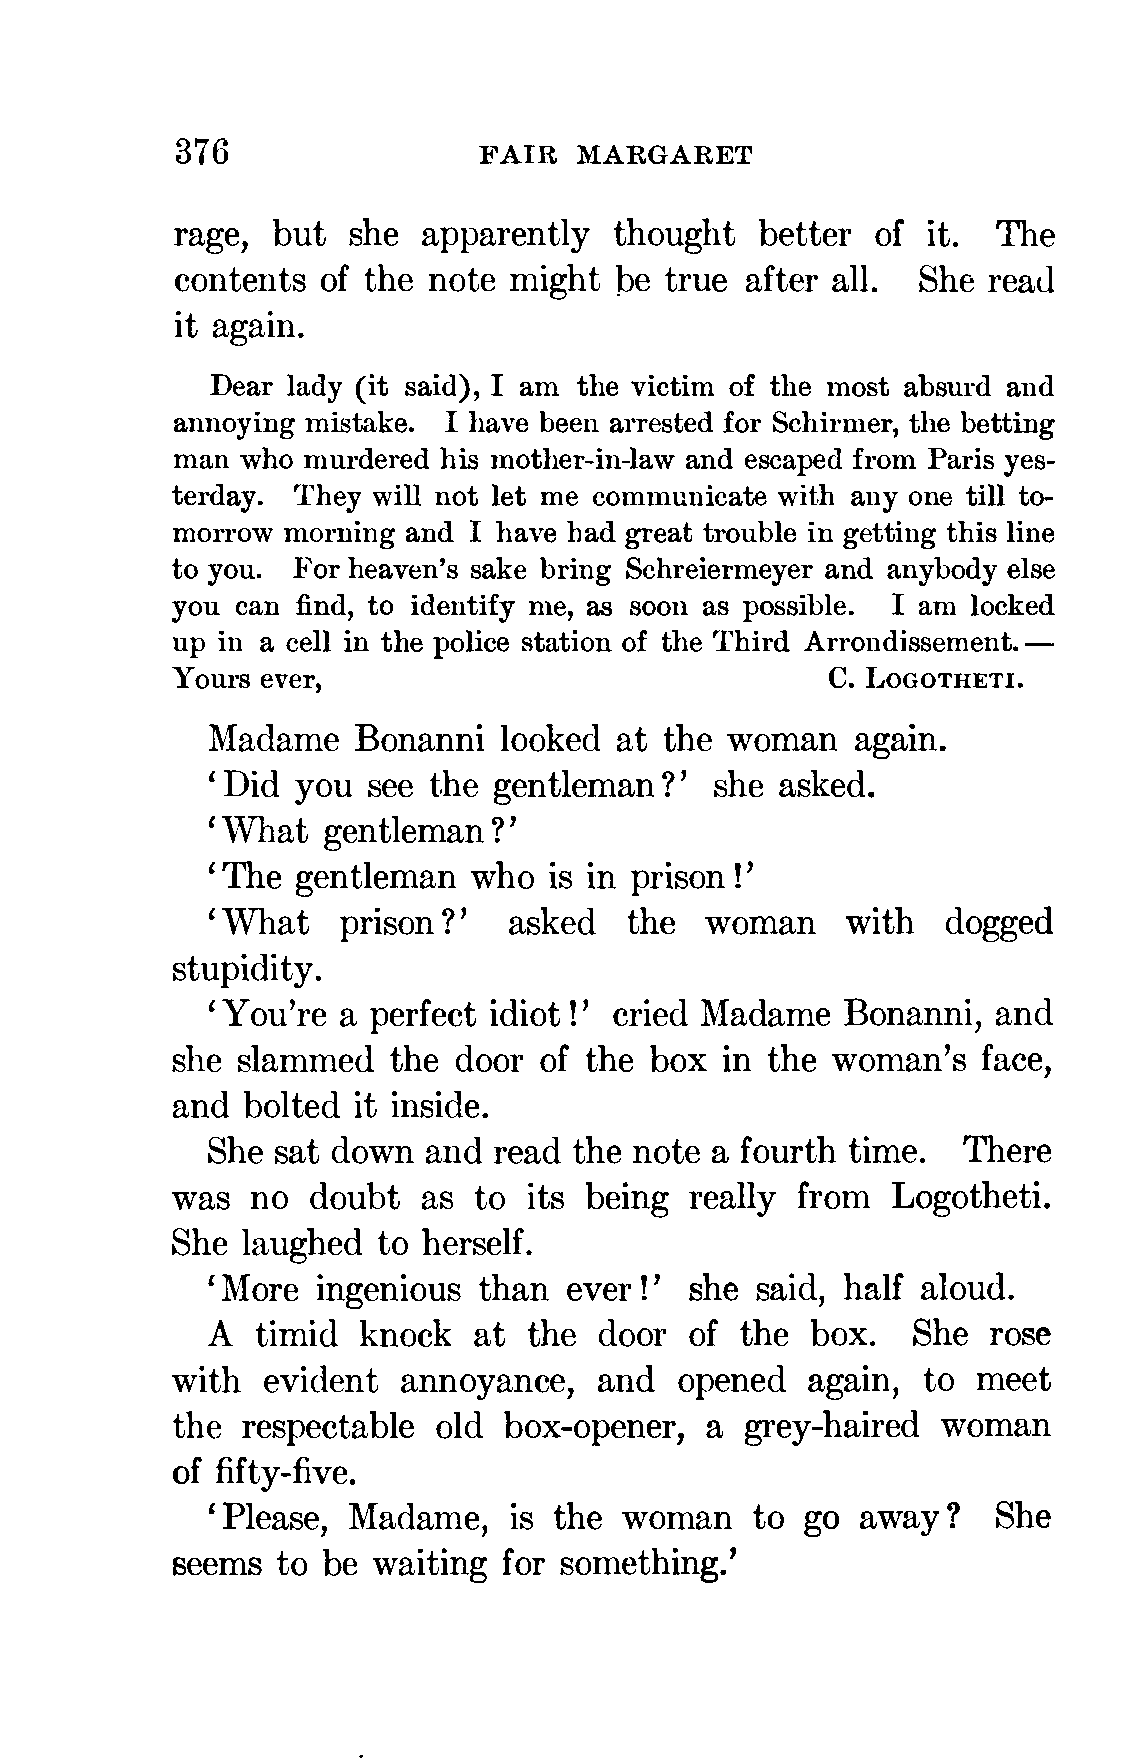 376 FAIR MARGARET
rage, but she apparently thought better of it. The
contents of the note might be true after all. She read
it again.
Dear lady (it said), I am the victim of the most absurd and
annoying mistake. I have been arrested for Schirmer, the betting
man who murdered his mother-in-law and escaped from Paris yes-
terday. They will not let me communicate with any one till to-
morrow morning and I have had great trouble in getting this line
to you. For heaven's sake bring Schreiermeyer and anybody else
you can find, to identify me, as soon as possible. I am locked
up in a cell in the police station of the Third Arrondissement.—
Yours ever, C. LOGOTHETI.
Madame Bonanni looked at the woman again.
‘Did you see the gentleman?’ she asked.
‘What gentleman?’
‘The gentleman who is in prison!’
‘What prison?’ asked the woman with dogged
stupidity.
‘You're a perfect idiot!’ cried Madame Bonanni, and
she slammed the door of the box in the woman's face,
and bolted it inside.
She sat down and read the note a fourth time. There
was no doubt as to its being really from Logotheti.
She laughed to herself.
‘More ingenious than ever!’ she said, half aloud.
A timid knock at the door of the box. She rose
with evident annoyance, and opened again, to meet
the respectable old box-opener, a grey-haired woman
of fifty-five.
‘Please, Madame, is the woman to go away? She
seems to be waiting for something.’